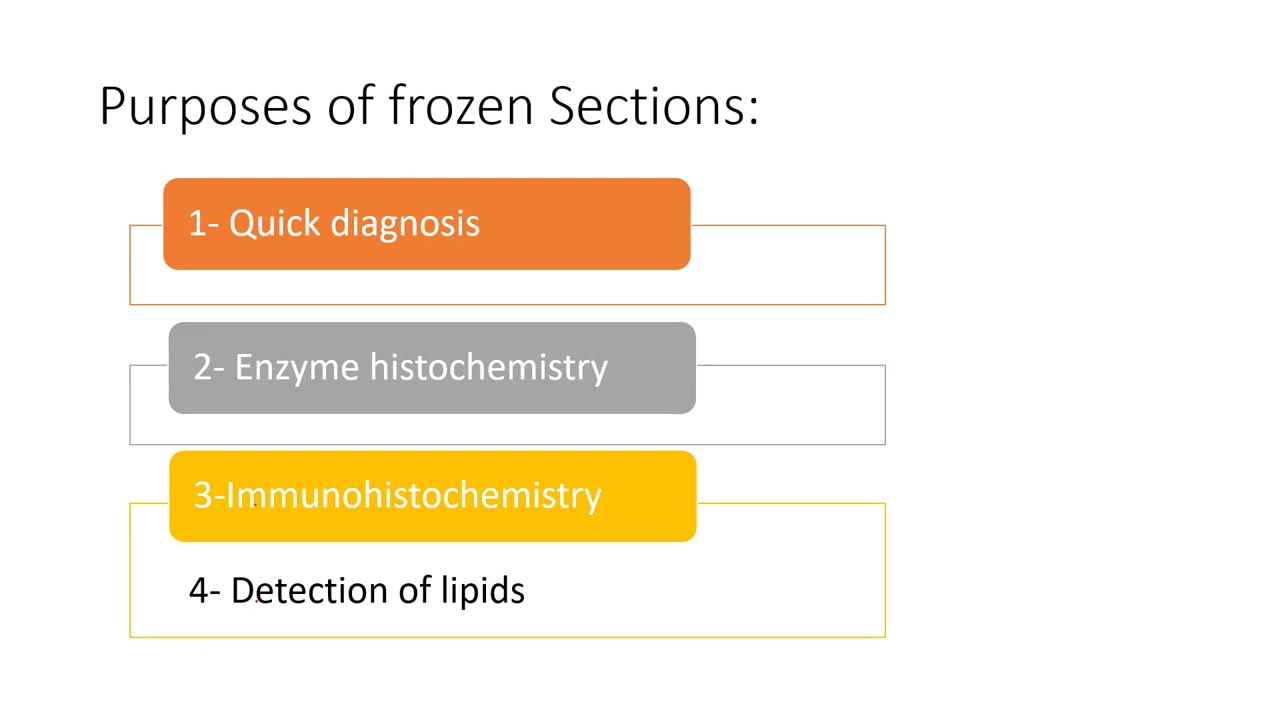 Purposes of frozen Sections:
1- Quick diagnosis
2- Enzyme histochemistry
3-Immunohistochemistry
4- Detection of lipids